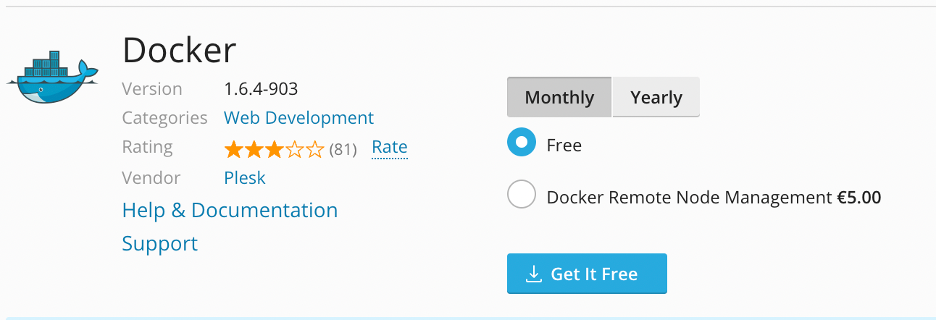 Docker
Version 1.6.4-903
Categories Web Development
Rating (81) Rate
Vendor Plesk
Help & Documentation
Support
Monthly Yearly
Free
Docker Remote Node Management €5.00
Get It Free